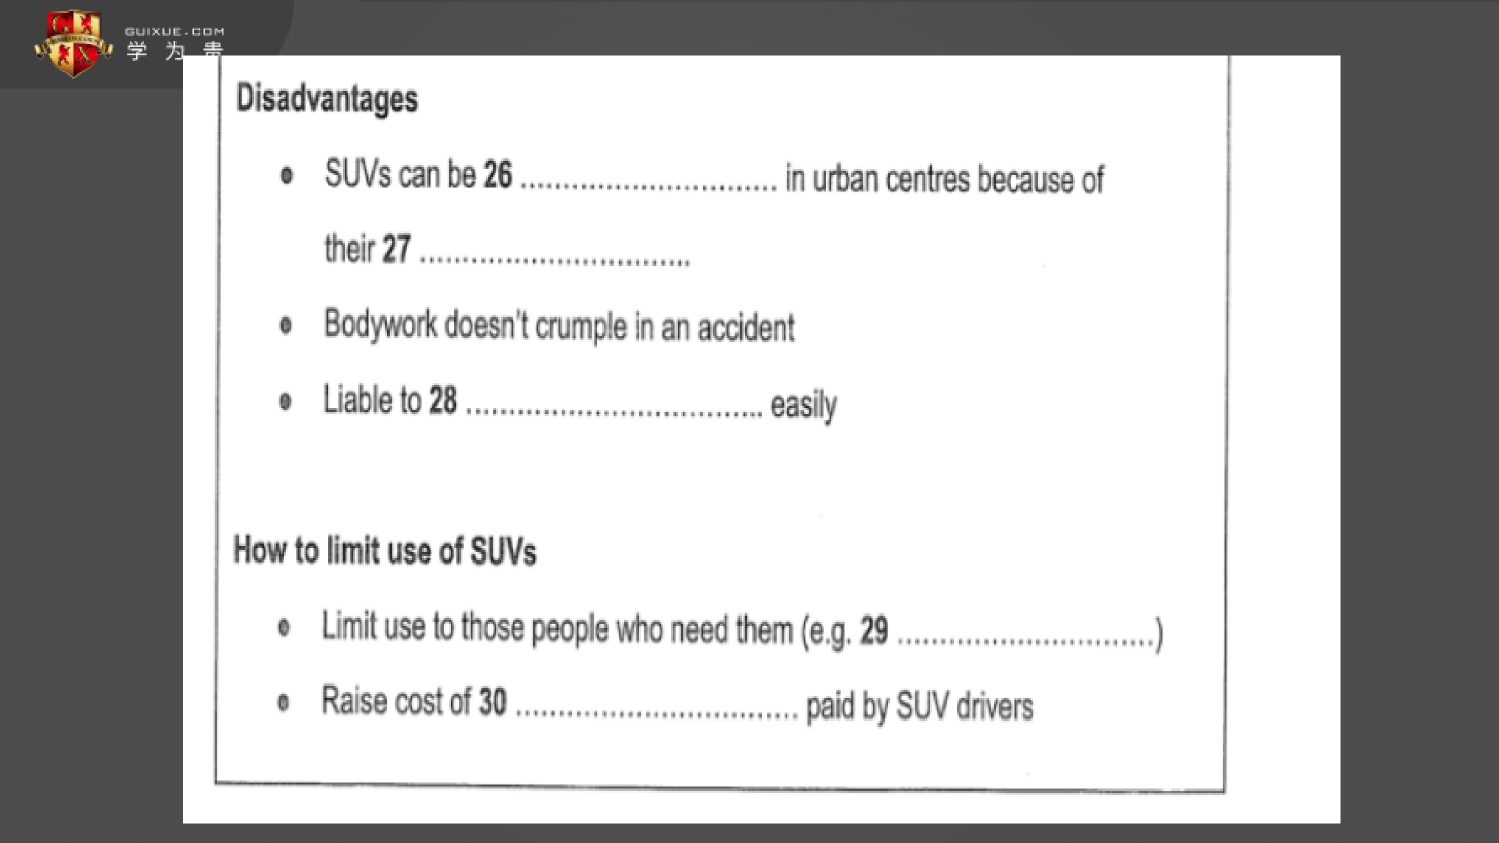 GUIXUE.COM
学为贵
Disadvantages
• SUVs can be 26 .............................. in urban centres because of
their 27 ................................
• Bodywork doesn't crumple in an accident
• Liable to 28 .................................. easily
How to limit use of SUVs
• Limit use to those people who need them (e.g. 29 ..............................)
• Raise cost of 30 ................................. paid by SUV drivers